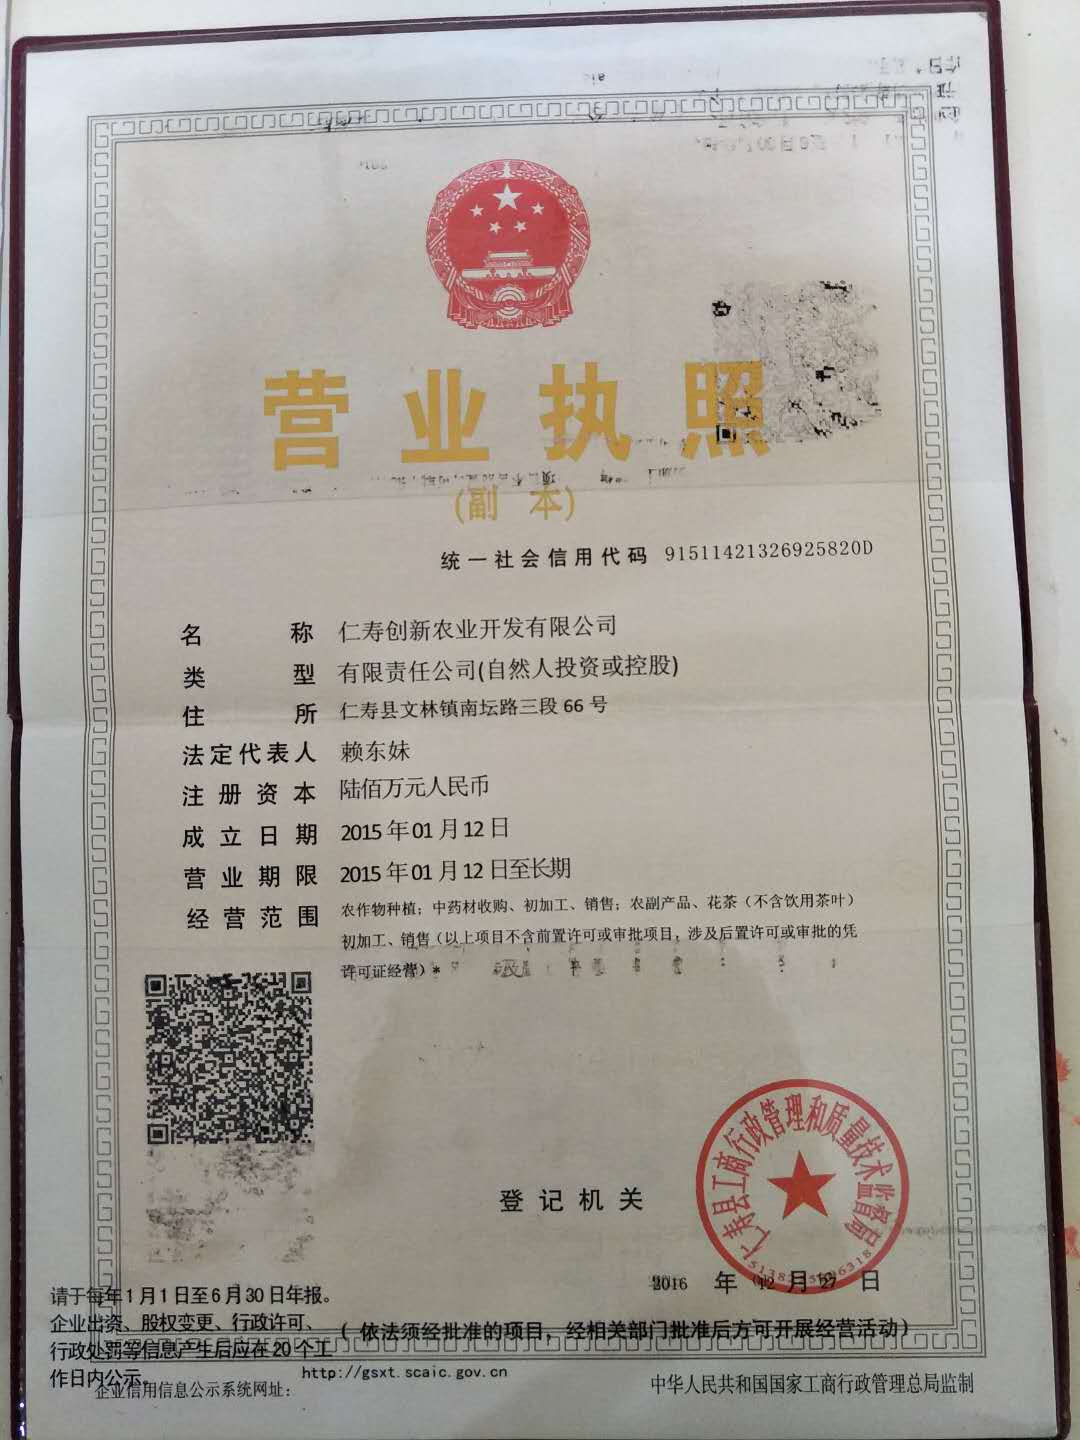 营业执照
(副本)
统一社会信用代码 91511421326925820D
名称 仁寿创新农业开发有限公司
类型 有限责任公司(自然人投资或控股)
住所 仁寿县文林镇南坛路三段66号
法定代表人 赖东妹
注册资本 陆佰万元人民币
成立日期 2015年01月12日
营业期限 2015年01月12日至长期
经营范围 农作物种植；中药材收购、初加工、销售；农副产品、花茶（不含饮用茶叶）
初加工、销售（以上项目不含前置许可或审批项目，涉及后置许可或审批的凭
许可证经营）*
仁寿县工商行政管理和质量技术监督局
登记机关
2016年12月27日
请于每年1月1日至6月30日年报。
企业出资、股权变更、行政许可、
行政处罚等信息产生后应在20个工
作日内公示。
(依法须经批准的项目，经相关部门批准后方可开展经营活动)
企业信用信息公示系统网址：
http://gsxt.scaic.gov.cn
中华人民共和国国家工商行政管理总局监制